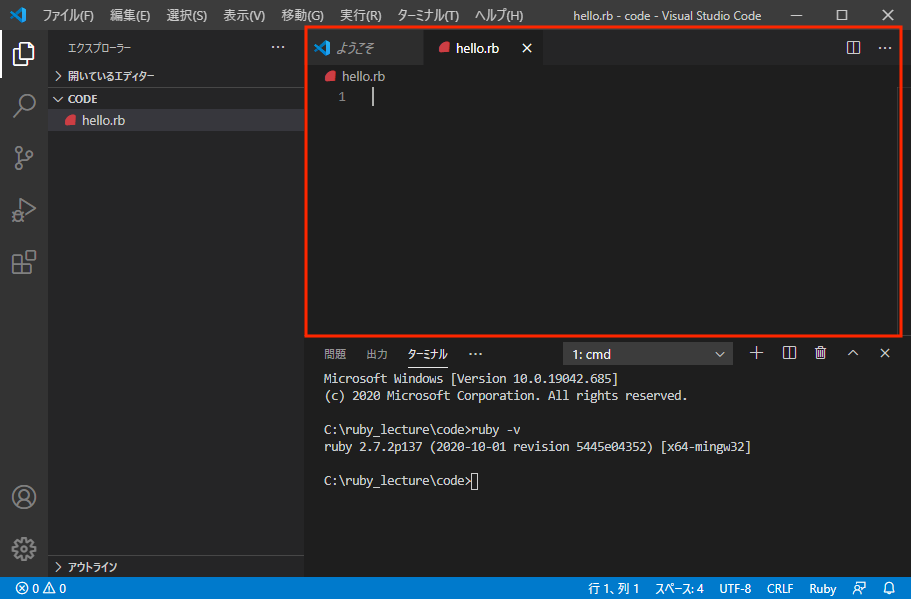 ファイル(F) 編集(E) 選択(S) 表示(V) 移動(G) 実行(R) ターミナル(T) ヘルプ(H) hello.rb - code - Visual Studio Code
エクスプローラー
開いているエディター
CODE
hello.rb
アウトライン
ようこそ hello.rb
hello.rb
1
問題 出力 ターミナル 1: cmd
Microsoft Windows [Version 10.0.19042.685]
(c) 2020 Microsoft Corporation. All rights reserved.
C:\ruby_lecture\code>ruby -v
ruby 2.7.2p137 (2020-10-01 revision 5445e04352) [x64-mingw32]
C:\ruby_lecture\code>
0 0 行 1、列 1 スペース: 4 UTF-8 CRLF Ruby